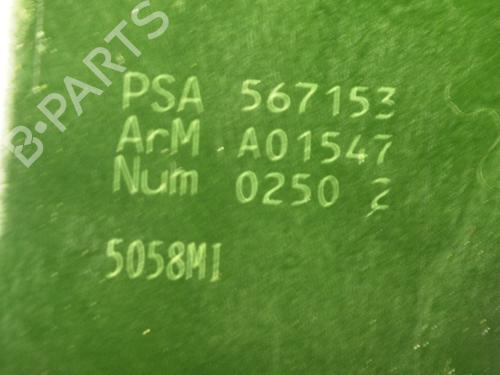 B-PARTS
PSA 567153
ArM A01547
Num 0250 2
5058MI